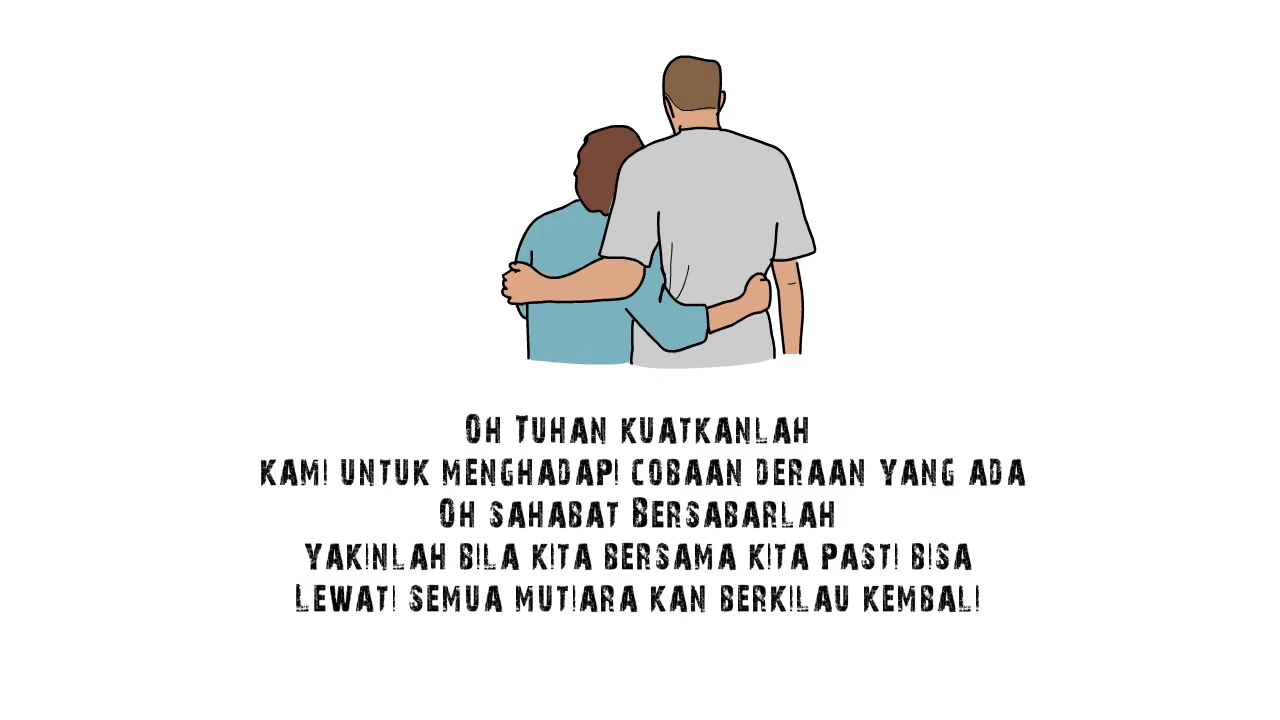 Oh Tuhan kuatkanlah
kami untuk menghadapi cobaan deraan yang ada
Oh sahabat Bersabarlah
yakinlah bila kita bersama kita pasti bisa
Lewati semua mutiara kan berkilau kembali